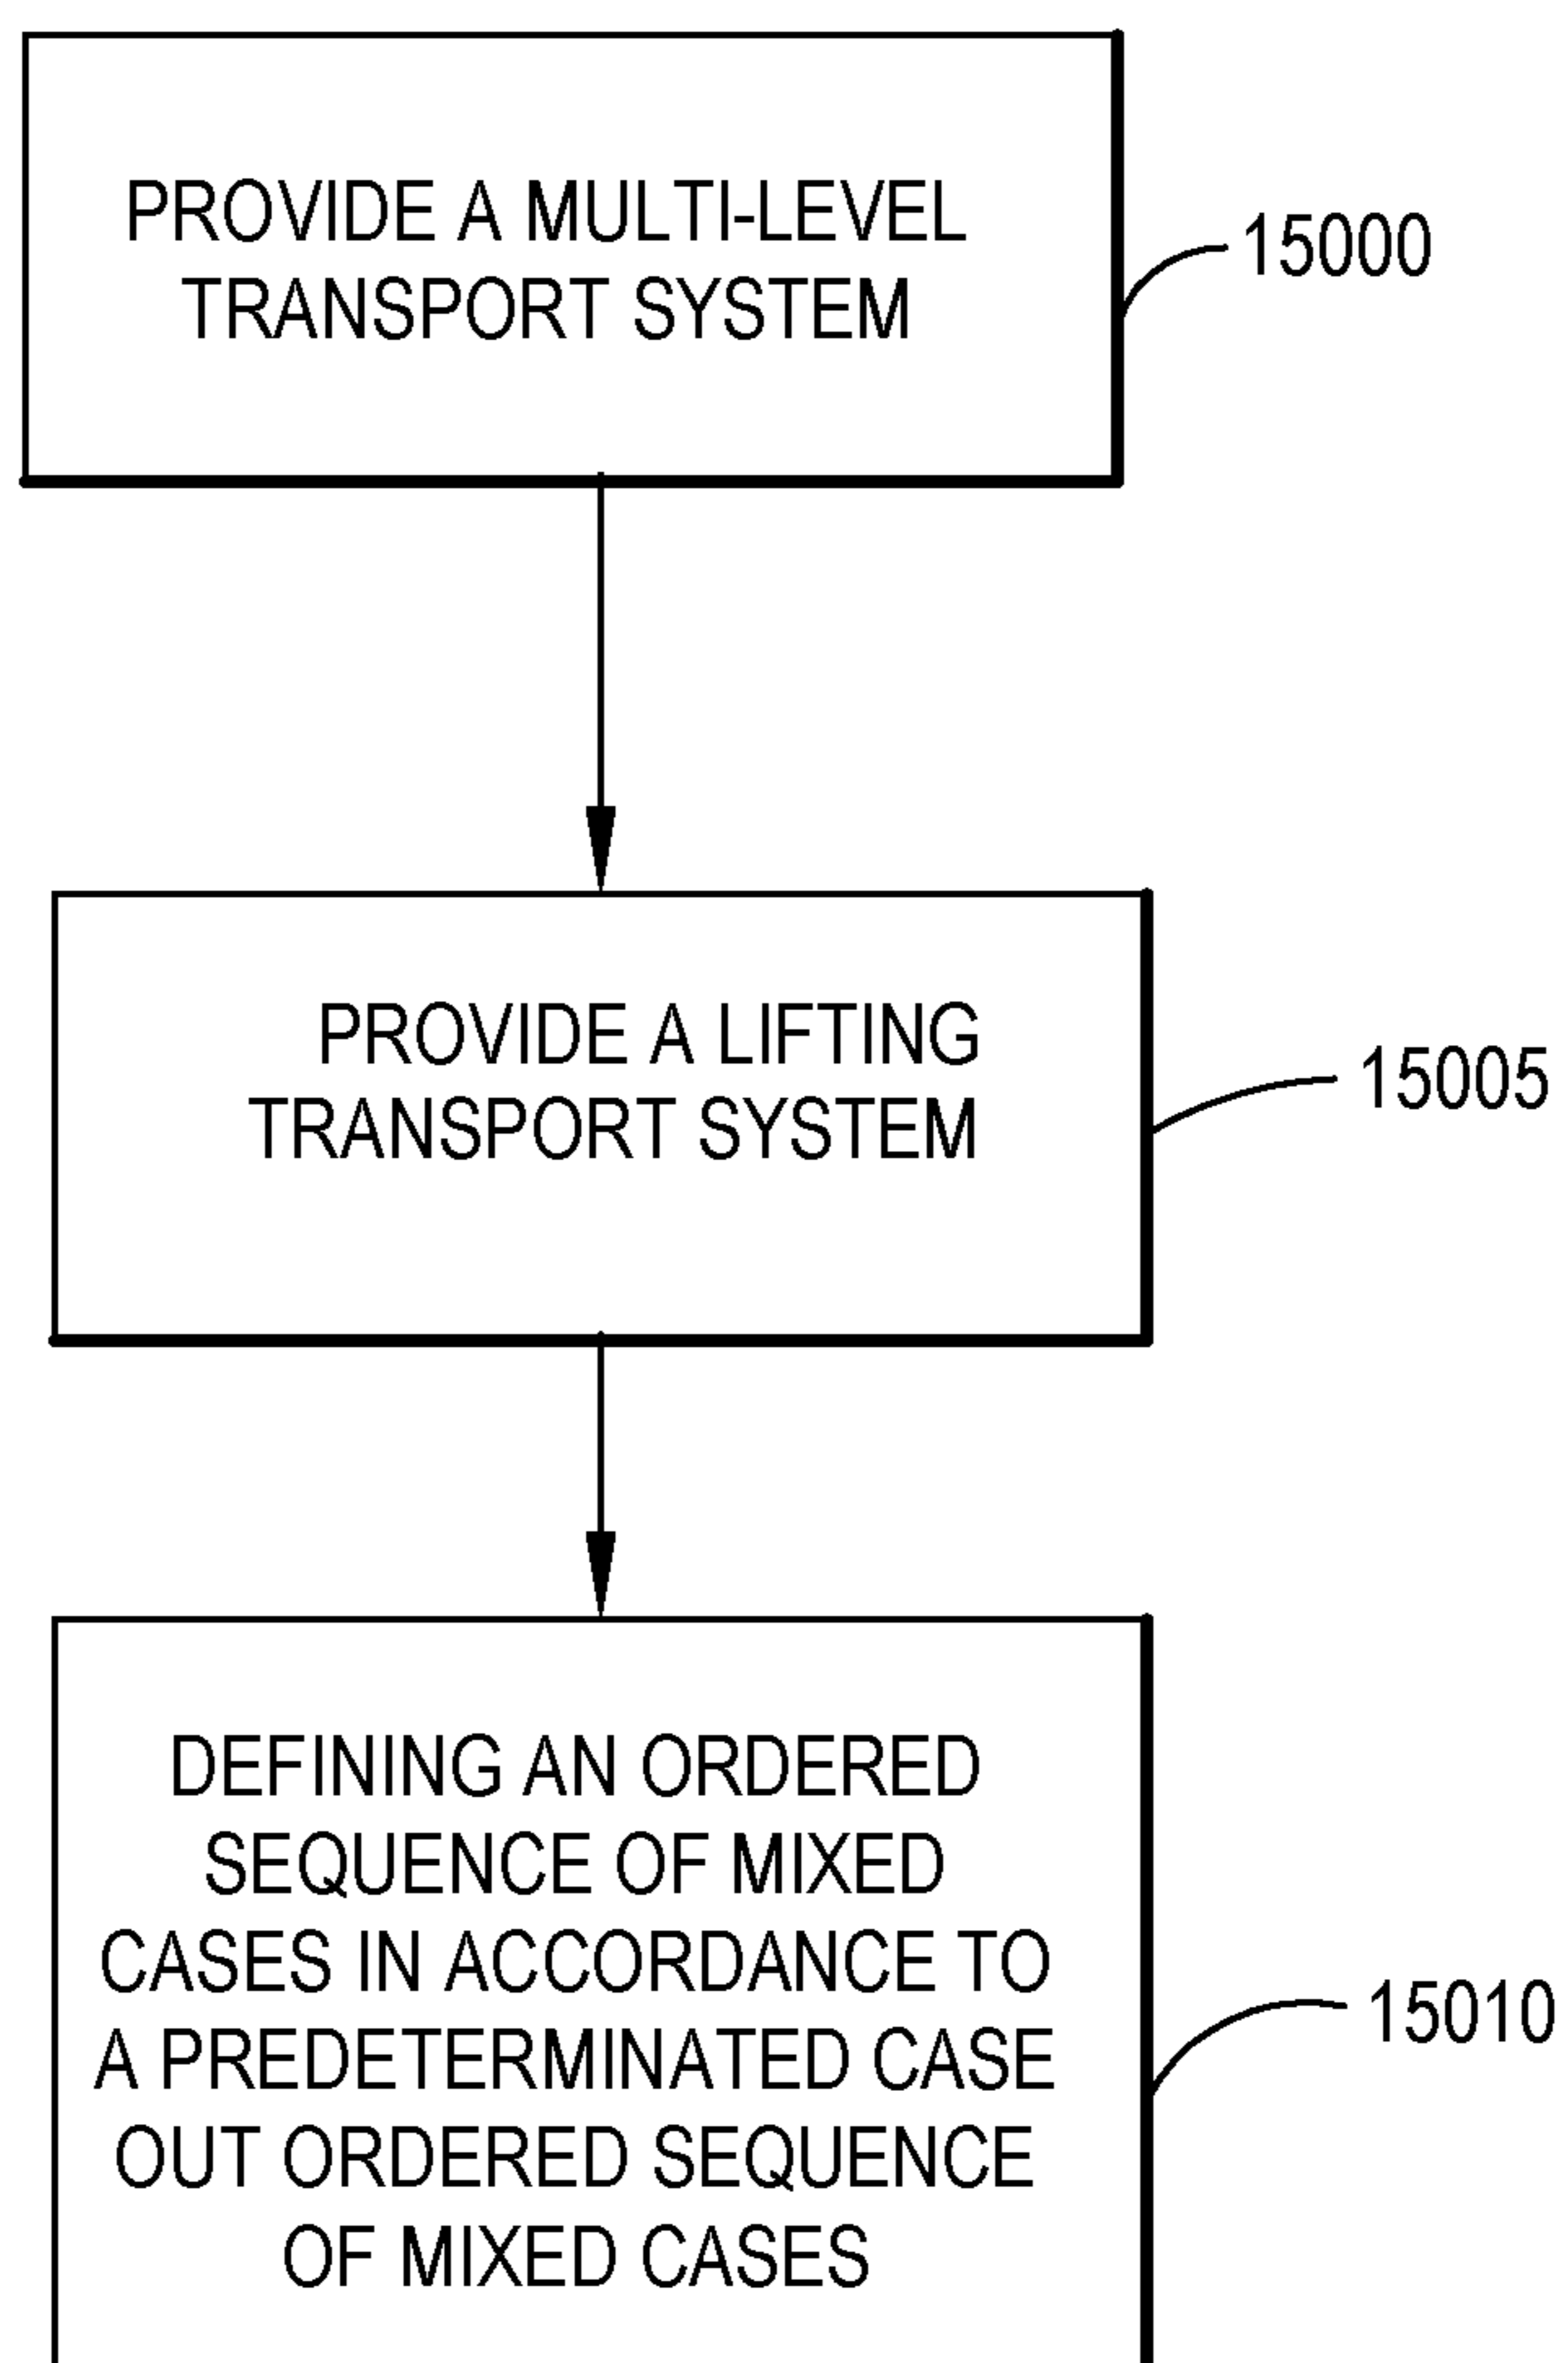 PROVIDE A MULTI-LEVEL
TRANSPORT SYSTEM
15000
PROVIDE A LIFTING
TRANSPORT SYSTEM
15005
DEFINING AN ORDERED
SEQUENCE OF MIXED
CASES IN ACCORDANCE TO
A PREDETERMINATED CASE
OUT ORDERED SEQUENCE
OF MIXED CASES
15010